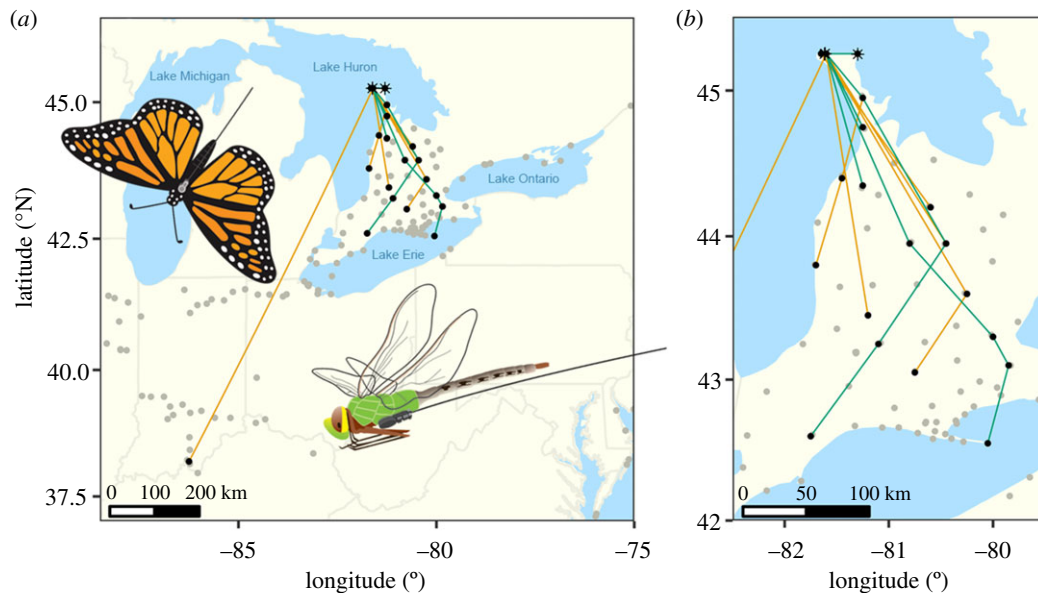 (a)
(b)
Lake Michigan
Lake Huron
Lake Ontario
Lake Erie
45.0
42.5
40.0
37.5
latitude (°N)
0 100 200 km
–85 –80 –75
longitude (º)
45
44
43
42
0 50 100 km
–82 –81 –80
longitude (º)